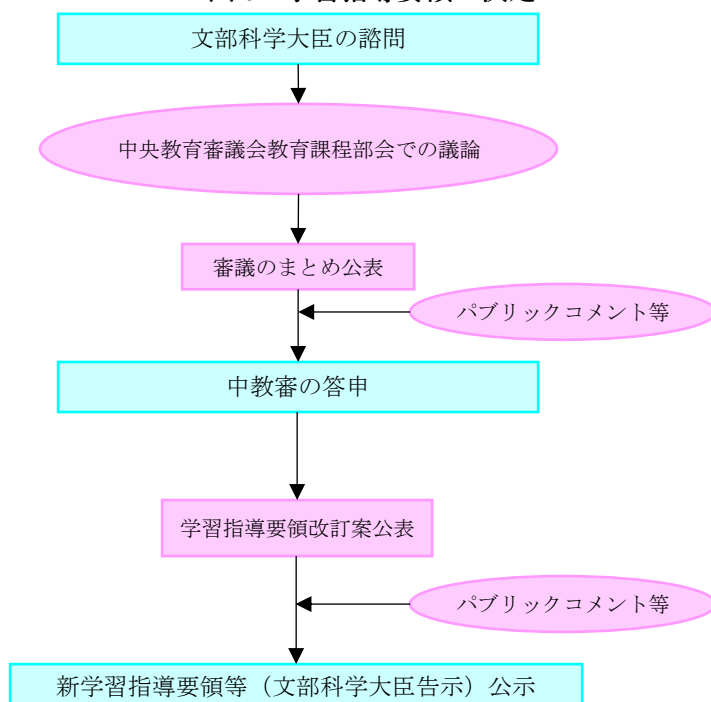 文部科学大臣の諮問
中央教育審議会教育課程部会での議論
審議のまとめ公表
パブリックコメント等
中教審の答申
学習指導要領改訂案公表
パブリックコメント等
新学習指導要領等（文部科学大臣告示）公示